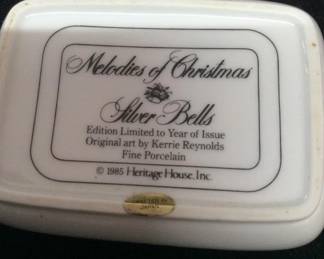 Melodies of Christmas
Silver Bells
Edition Limited to Year of Issue
Original art by Kerrie Reynolds
Fine Porcelain
© 1985 Heritage House, Inc.
JAPAN